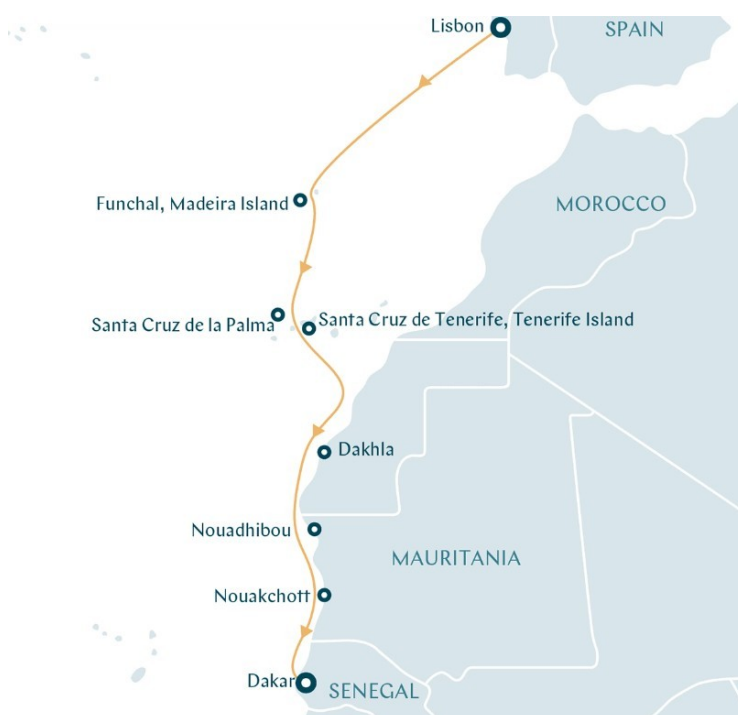 Lisbon
SPAIN
Funchal, Madeira Island
MOROCCO
Santa Cruz de la Palma
Santa Cruz de Tenerife, Tenerife Island
Dakhla
Nouadhibou
MAURITANIA
Nouakchott
Dakar
SENEGAL